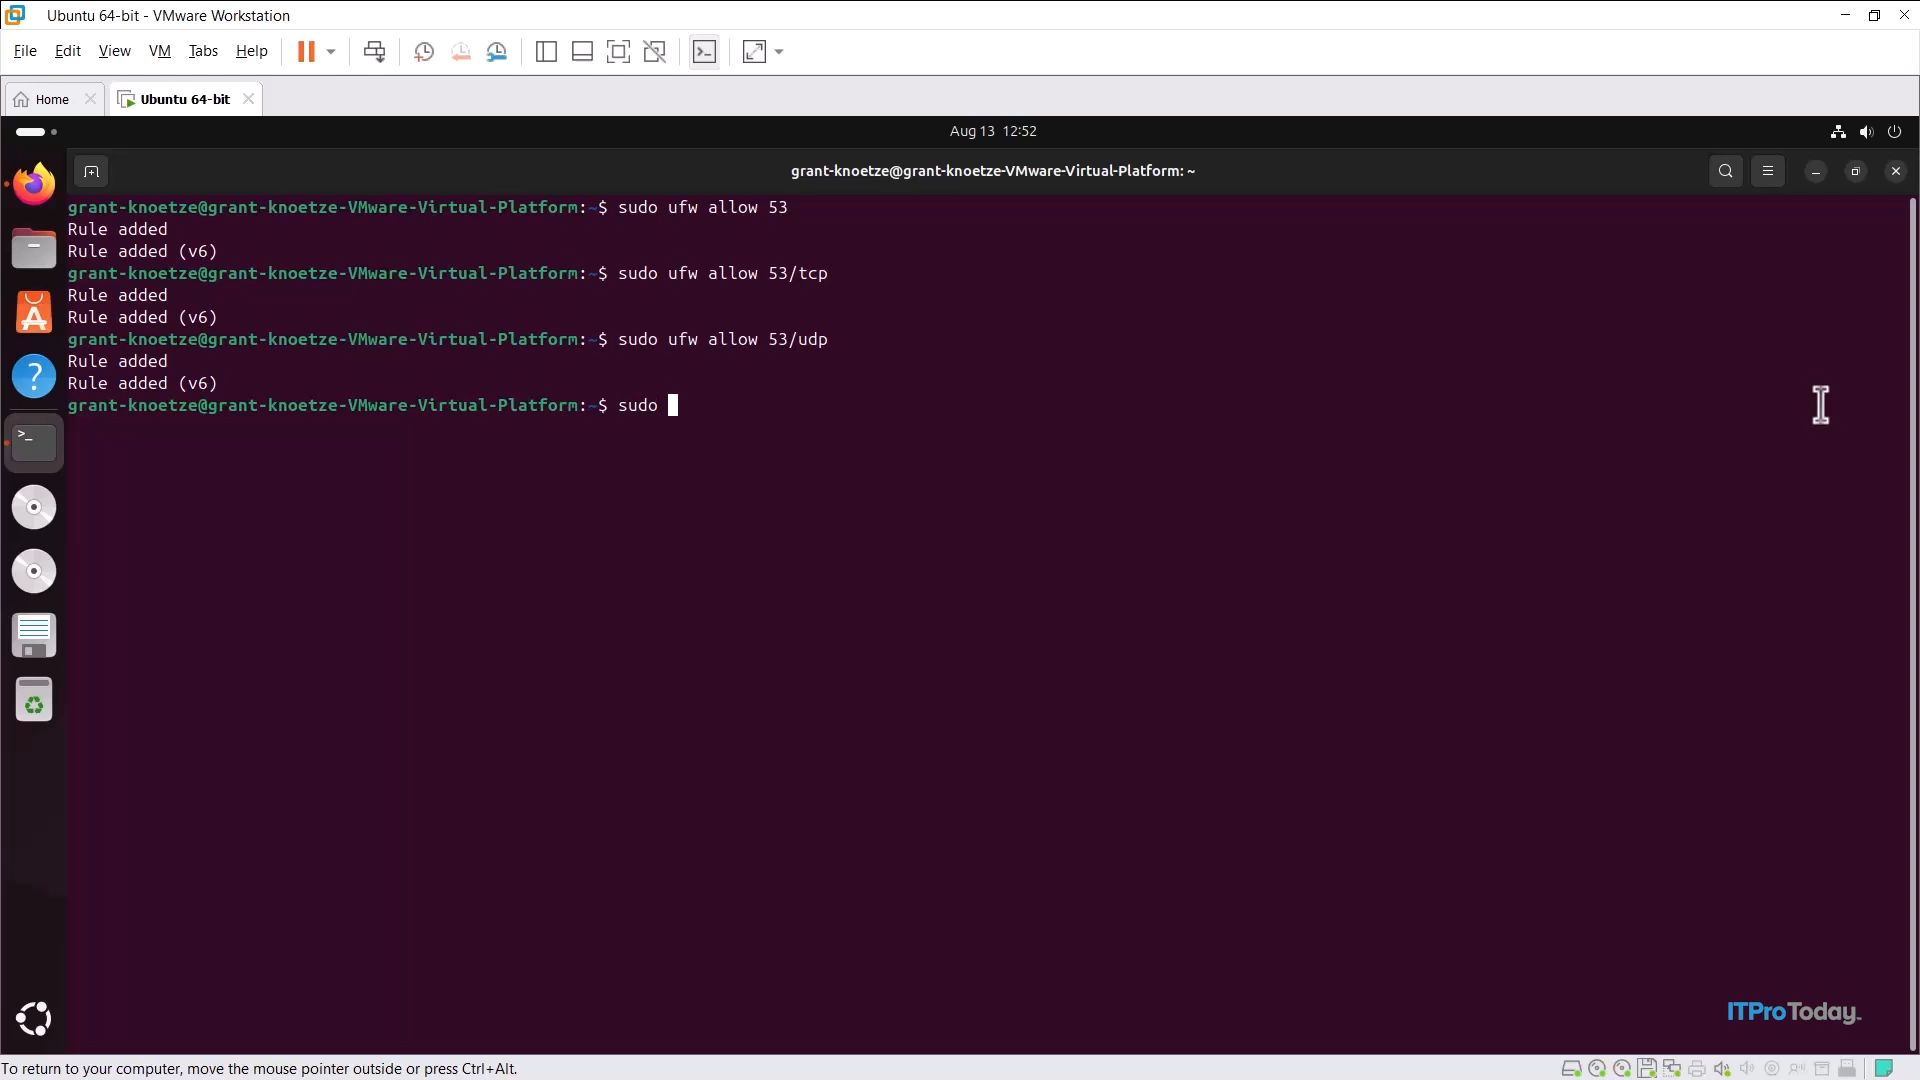 Ubuntu 64-bit - VMware Workstation
File Edit View VM Tabs Help
Home
Ubuntu 64-bit
Aug 13 12:52
grant-knoetze@grant-knoetze-VMware-Virtual-Platform: ~
grant-knoetze@grant-knoetze-VMware-Virtual-Platform:~$ sudo ufw allow 53
Rule added
Rule added (v6)
grant-knoetze@grant-knoetze-VMware-Virtual-Platform:~$ sudo ufw allow 53/tcp
Rule added
Rule added (v6)
grant-knoetze@grant-knoetze-VMware-Virtual-Platform:~$ sudo ufw allow 53/udp
Rule added
Rule added (v6)
grant-knoetze@grant-knoetze-VMware-Virtual-Platform:~$ sudo
ITProToday
To return to your computer, move the mouse pointer outside or press Ctrl+Alt.